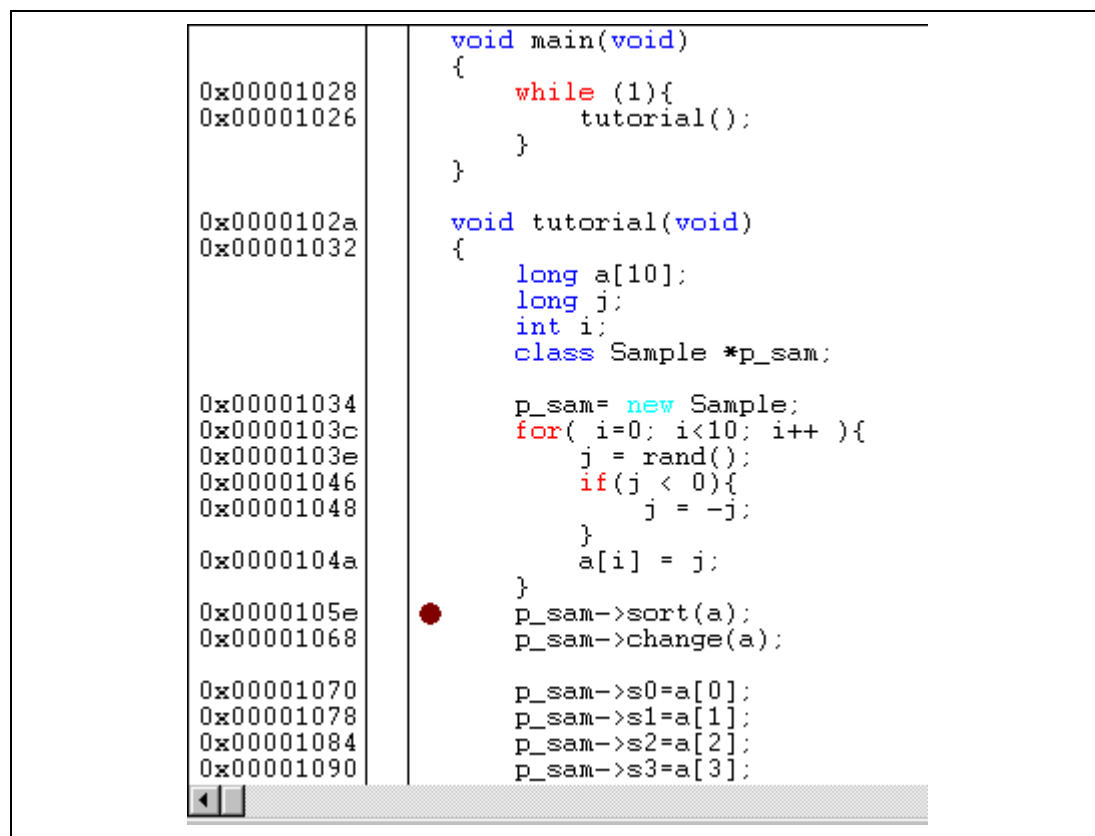 void main(void)
{
0x00001028 while (1){
0x00001026 tutorial();
}
}
0x0000102a void tutorial(void)
0x00001032 {
long a[10];
long j;
int i;
class Sample *p_sam;
0x00001034 p_sam= new Sample;
0x0000103c for( i=0; i<10; i++ ){
0x0000103e j = rand();
0x00001046 if(j < 0){
0x00001048 j = -j;
}
0x0000104a a[i] = j;
}
0x0000105e p_sam->sort(a);
0x00001068 p_sam->change(a);
0x00001070 p_sam->s0=a[0];
0x00001078 p_sam->s1=a[1];
0x00001084 p_sam->s2=a[2];
0x00001090 p_sam->s3=a[3];